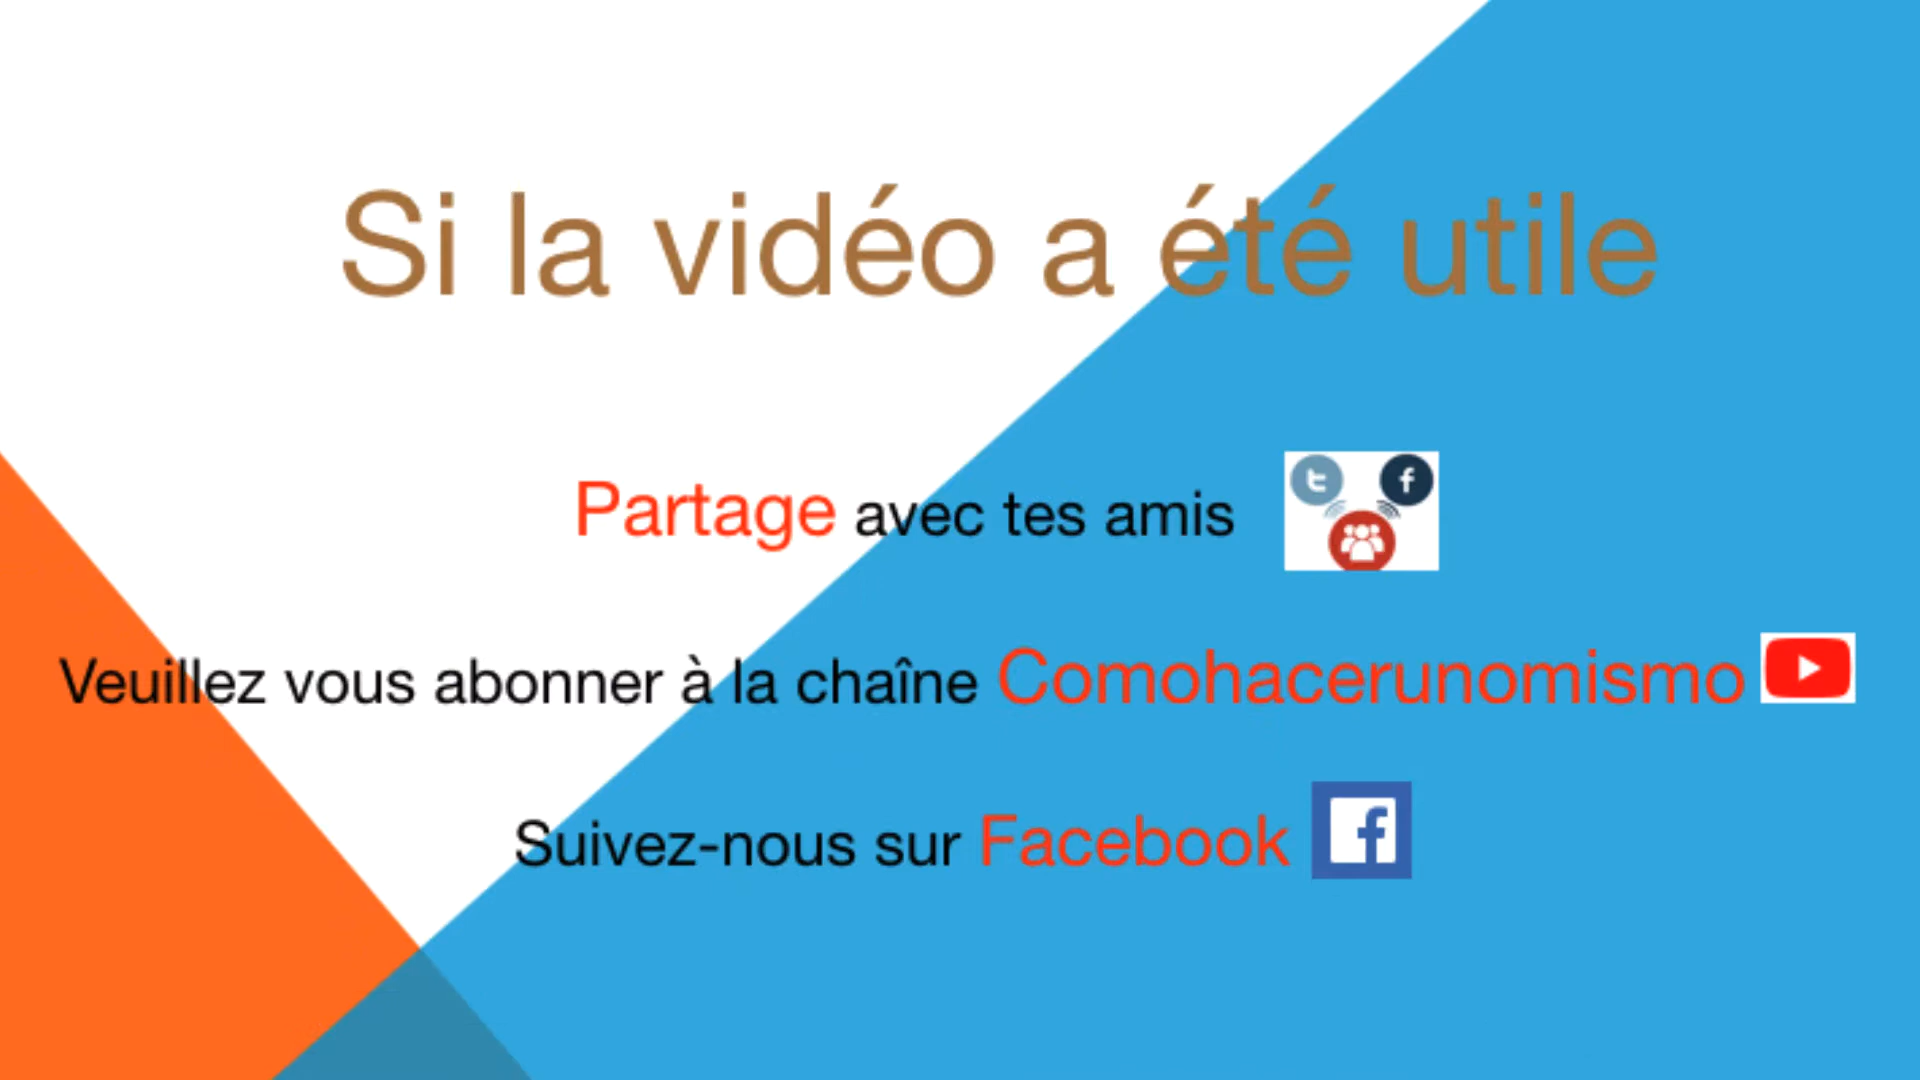 Si la vidéo a été utile
Partage avec tes amis
Veuillez vous abonner à la chaîne Comohacerunomismo
Suivez-nous sur Facebook